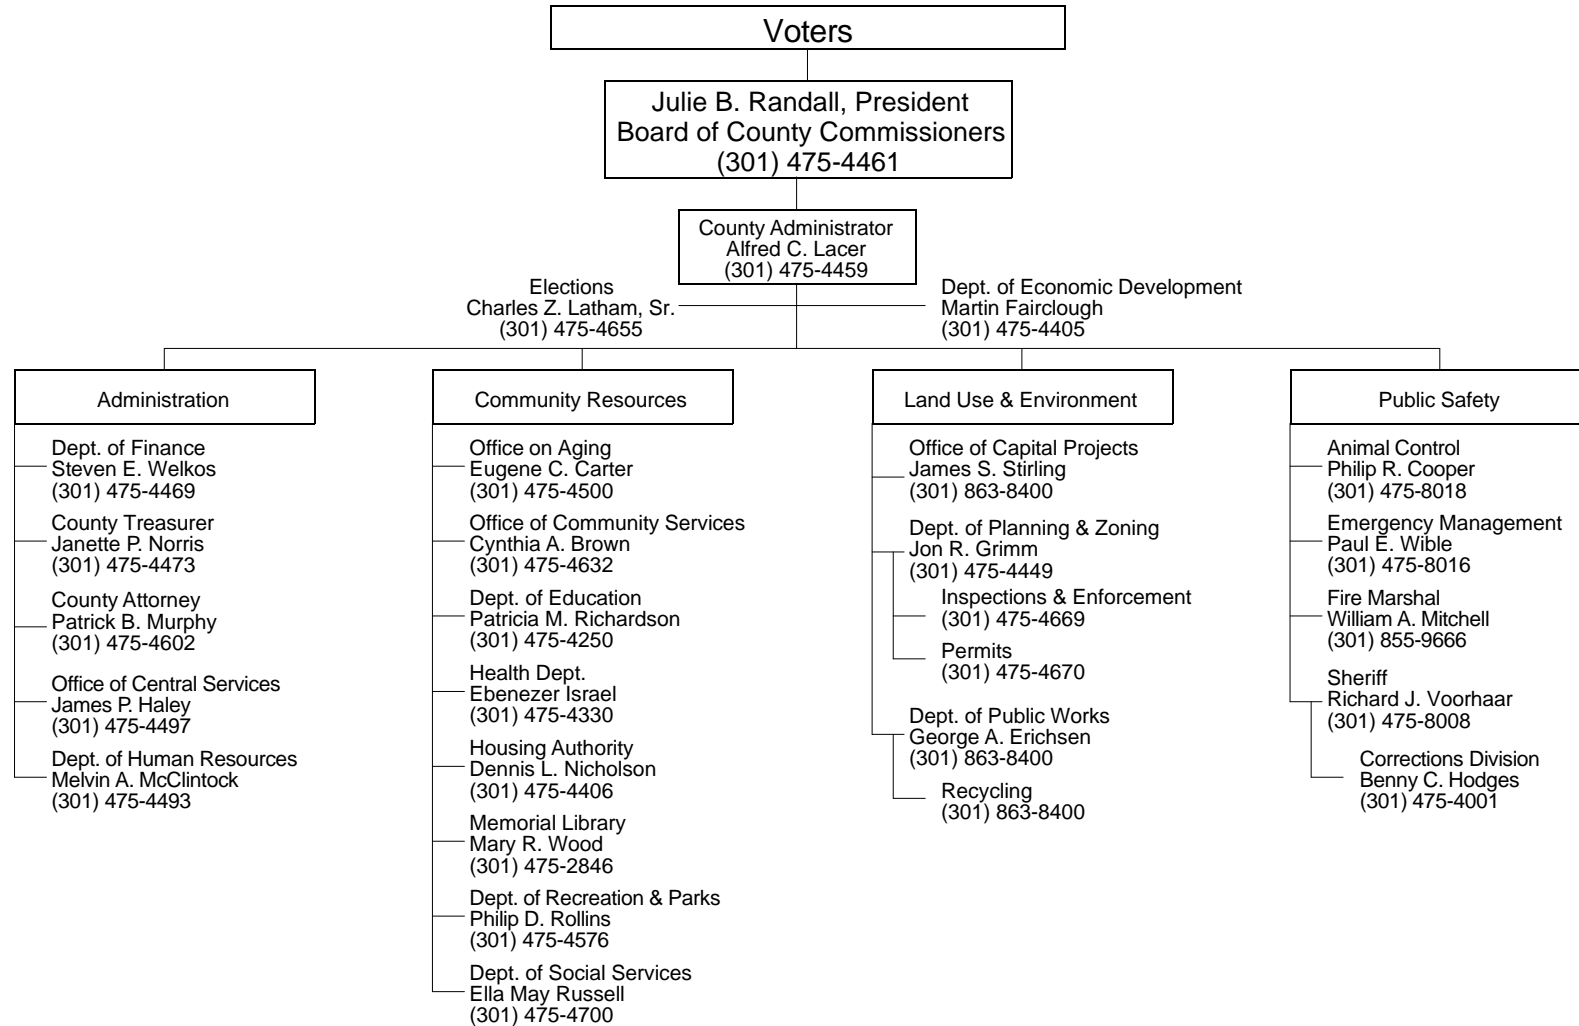 Voters
Julie B. Randall, President
Board of County Commissioners
(301) 475-4461
County Administrator
Alfred C. Lacer
(301) 475-4459
Elections
Charles Z. Latham, Sr.
(301) 475-4655
Dept. of Economic Development
Martin Fairclough
(301) 475-4405
Administration
Dept. of Finance
Steven E. Welkos
(301) 475-4469
County Treasurer
Janette P. Norris
(301) 475-4473
County Attorney
Patrick B. Murphy
(301) 475-4602
Office of Central Services
James P. Haley
(301) 475-4497
Dept. of Human Resources
Melvin A. McClintock
(301) 475-4493
Community Resources
Office on Aging
Eugene C. Carter
(301) 475-4500
Office of Community Services
Cynthia A. Brown
(301) 475-4632
Dept. of Education
Patricia M. Richardson
(301) 475-4250
Health Dept.
Ebenezer Israel
(301) 475-4330
Housing Authority
Dennis L. Nicholson
(301) 475-4406
Memorial Library
Mary R. Wood
(301) 475-2846
Dept. of Recreation & Parks
Philip D. Rollins
(301) 475-4576
Dept. of Social Services
Ella May Russell
(301) 475-4700
Land Use & Environment
Office of Capital Projects
James S. Stirling
(301) 863-8400
Dept. of Planning & Zoning
Jon R. Grimm
(301) 475-4449
Inspections & Enforcement
(301) 475-4669
Permits
(301) 475-4670
Dept. of Public Works
George A. Erichsen
(301) 863-8400
Recycling
(301) 863-8400
Public Safety
Animal Control
Philip R. Cooper
(301) 475-8018
Emergency Management
Paul E. Wible
(301) 475-8016
Fire Marshal
William A. Mitchell
(301) 855-9666
Sheriff
Richard J. Voorhaar
(301) 475-8008
Corrections Division
Benny C. Hodges
(301) 475-4001